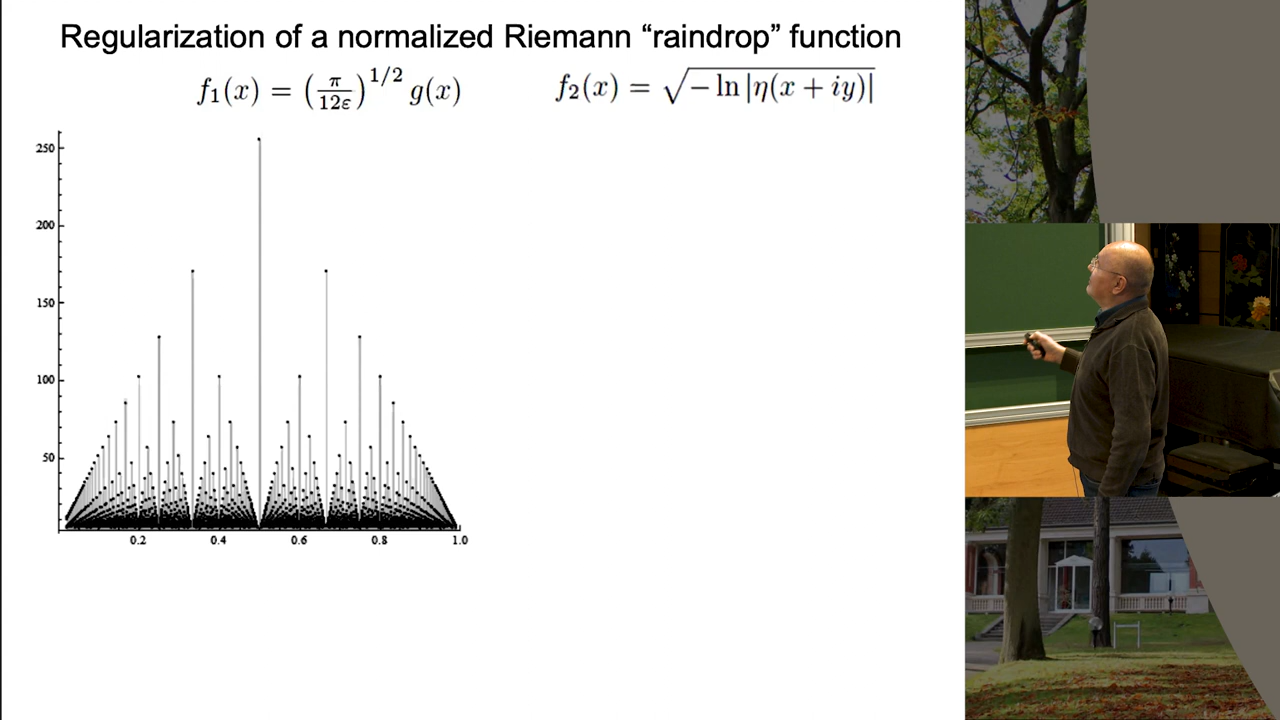 Regularization of a normalized Riemann “raindrop” function
f₁(x) = (π/12ε)^{1/2} g(x)
f₂(x) = √(− ln |η(x + iy)|)
250
200
150
100
50
0.2 0.4 0.6 0.8 1.0